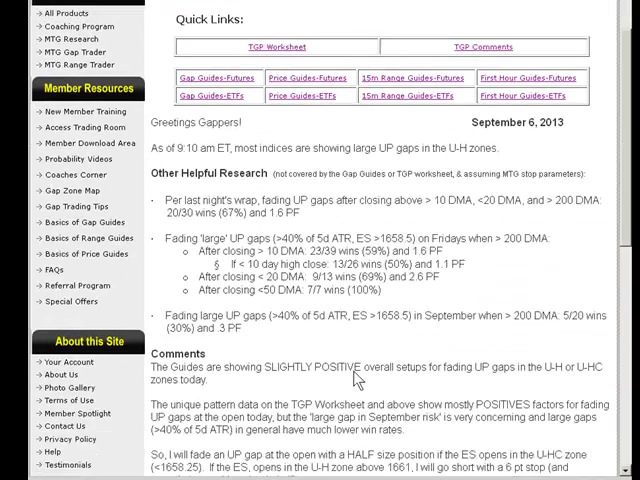 All Products
Coaching Program
MTG Research
MTG Gap Trader
MTG Range Trader
Member Resources
New Member Training
Access Trading Room
Member Download Area
Probability Videos
Coaches Corner
Gap Zone Map
Gap Trading Tips
Basics of Gap Guides
Basics of Range Guides
Basics of Price Guides
FAQs
Referral Program
Special Offers
About this Site
Your Account
About Us
Photo Gallery
Terms of Use
Member Spotlight
Contact Us
Privacy Policy
Help
Testimonials
Quick Links:
TGP Worksheet TGP Comments
Gap Guides-Futures Price Guides-Futures 15m Range Guides-Futures First Hour Guides-Futures
Gap Guides-ETFs Price Guides-ETFs 15m Range Guides-ETFs First Hour Guides-ETFs
Greetings Gappers! September 6, 2013
As of 9:10 am ET, most indices are showing large UP gaps in the U-H zones.
Other Helpful Research (not covered by the Gap Guides or TGP worksheet, & assuming MTG stop parameters):
· Per last night's wrap, fading UP gaps after closing above > 10 DMA, <20 DMA, and > 200 DMA:
20/30 wins (67%) and 1.6 PF
· Fading 'large' UP gaps (>40% of 5d ATR, ES >1658.5) on Fridays when > 200 DMA:
o After closing > 10 DMA: 23/39 wins (59%) and 1.6 PF
§ If < 10 day high close: 13/26 wins (50%) and 1.1 PF
o After closing < 20 DMA: 9/13 wins (69%) and 2.6 PF
o After closing <50 DMA: 7/7 wins (100%)
· Fading large UP gaps (>40% of 5d ATR, ES >1658.5) in September when > 200 DMA: 5/20 wins
(30%) and .3 PF
Comments
The Guides are showing SLIGHTLY POSITIVE overall setups for fading UP gaps in the U-H or U-HC
zones today.
The unique pattern data on the TGP Worksheet and above show mostly POSITIVES factors for fading
UP gaps at the open today, but the 'large gap in September risk' is very concerning and large gaps
(>40% of 5d ATR) in general have much lower win rates.
So, I will fade an UP gap at the open with a HALF size position if the ES opens in the U-HC zone
(<1658.25). If the ES, opens in the U-H zone above 1661, I will go short with a 6 pt stop (and